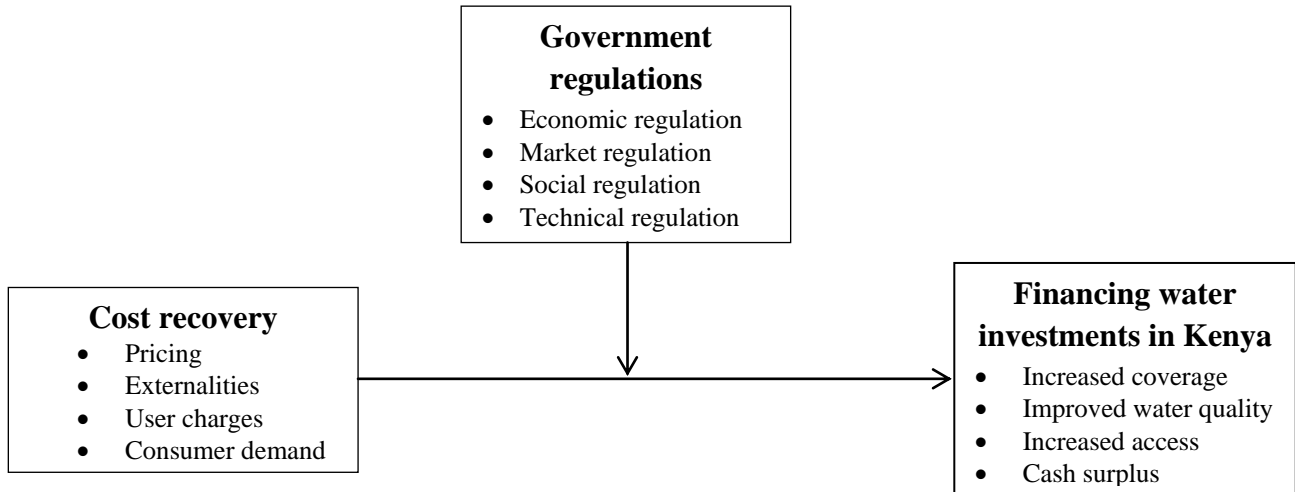 Government
regulations
• Economic regulation
• Market regulation
• Social regulation
• Technical regulation
Cost recovery
• Pricing
• Externalities
• User charges
• Consumer demand
Financing water
investments in Kenya
• Increased coverage
• Improved water quality
• Increased access
• Cash surplus